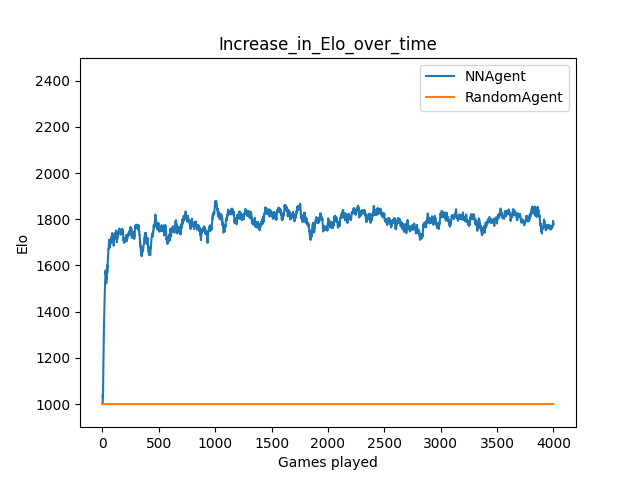 Increase_in_Elo_over_time
NNAgent
RandomAgent
2400
2200
2000
1800
1600
1400
1200
1000
Elo
0 500 1000 1500 2000 2500 3000 3500 4000
Games played